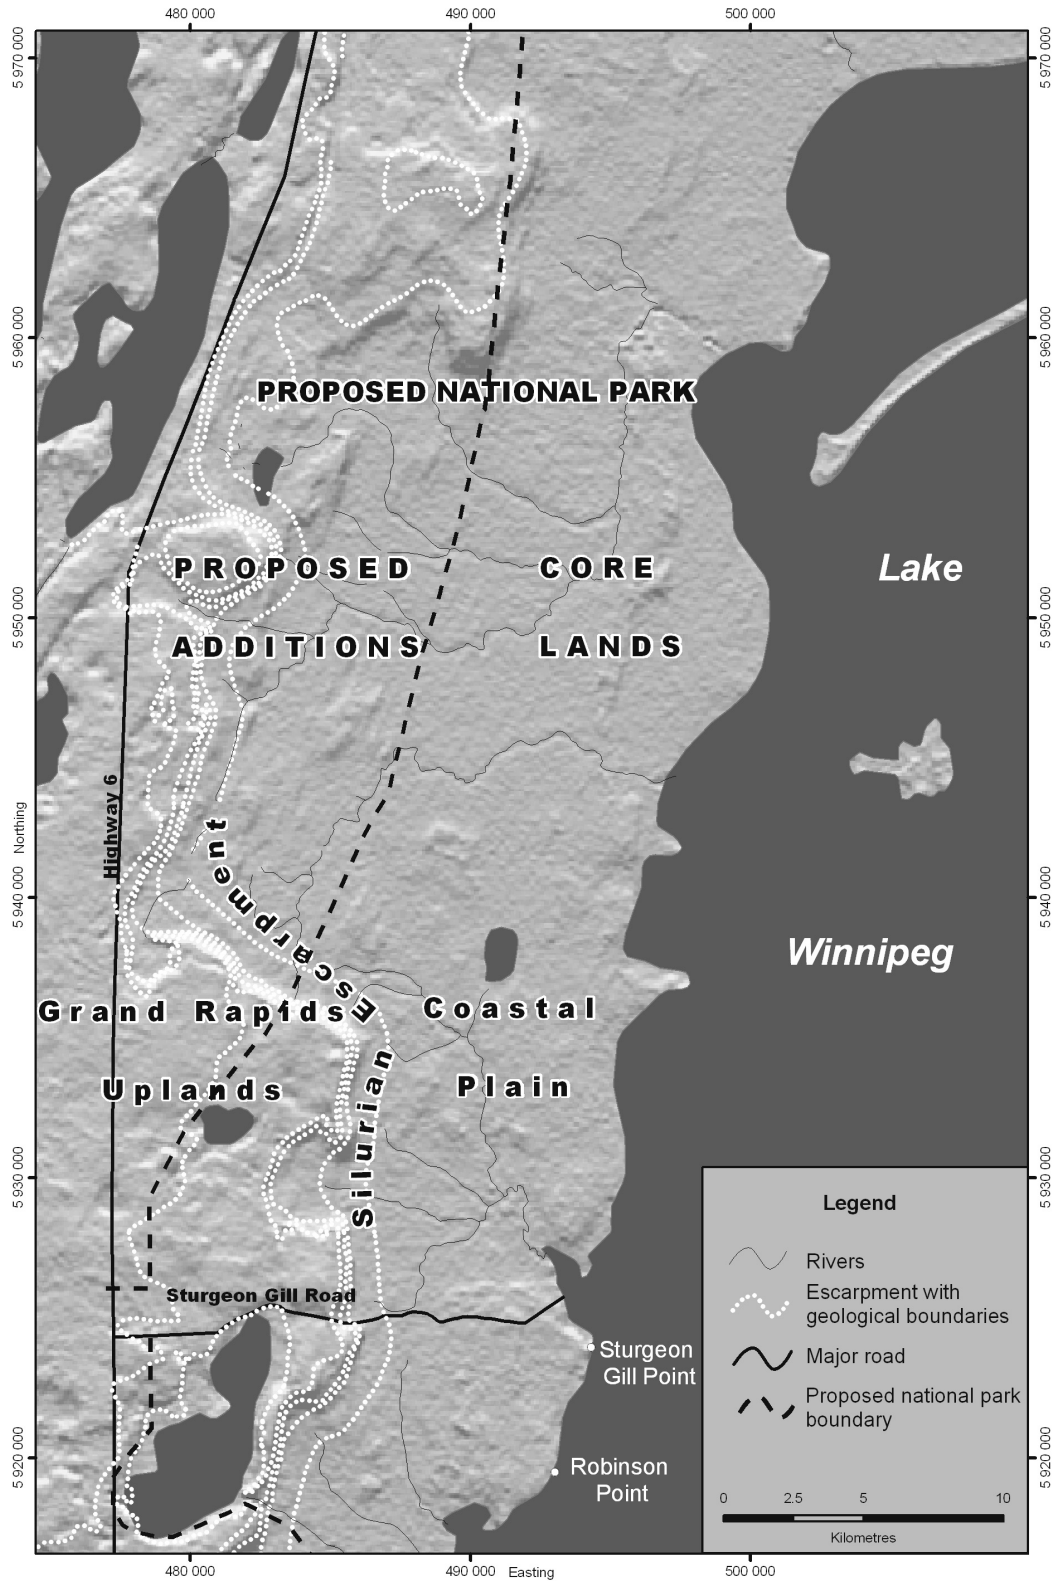 480 000
490 000
500 000
5 970 000
5 970 000
5 960 000
5 960 000
PROPOSED NATIONAL PARK
PROPOSED
CORE
Lake
5 950 000
5 950 000
ADDITIONS
LANDS
Northing
Highway 6
5 940 000
5 940 000
Winnipeg
Silurian Escarpment
Grand Rapids
Coastal
Uplands
Plain
5 930 000
5 930 000
Sturgeon Gill Road
Sturgeon
Gill Point
Robinson
Point
5 920 000
5 920 000
Legend
Rivers
Escarpment with
geological boundaries
Major road
Proposed national park
boundary
0 2.5 5 10
Kilometres
480 000
490 000
Easting
500 000